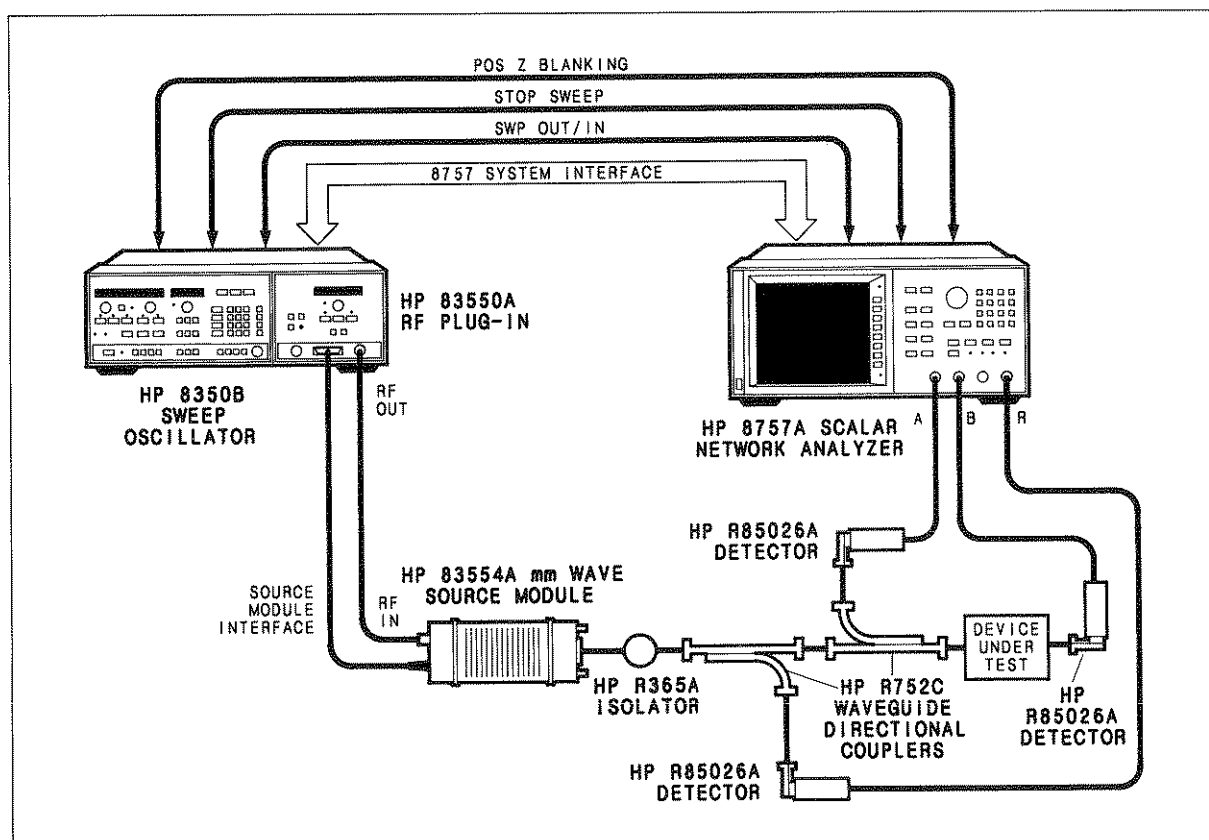 POS Z BLANKING
STOP SWEEP
SWP OUT/IN
8757 SYSTEM INTERFACE
HP 83550A
RF PLUG-IN
HP 8350B
SWEEP
OSCILLATOR
RF
OUT
HP 8757A SCALAR
NETWORK ANALYZER
A
B
R
HP R85026A
DETECTOR
HP 83554A mm WAVE
SOURCE MODULE
SOURCE
MODULE
INTERFACE
RF
IN
HP R365A
ISOLATOR
HP R752C
WAVEGUIDE
DIRECTIONAL
COUPLERS
DEVICE
UNDER
TEST
HP
R85026A
DETECTOR
HP R85026A
DETECTOR